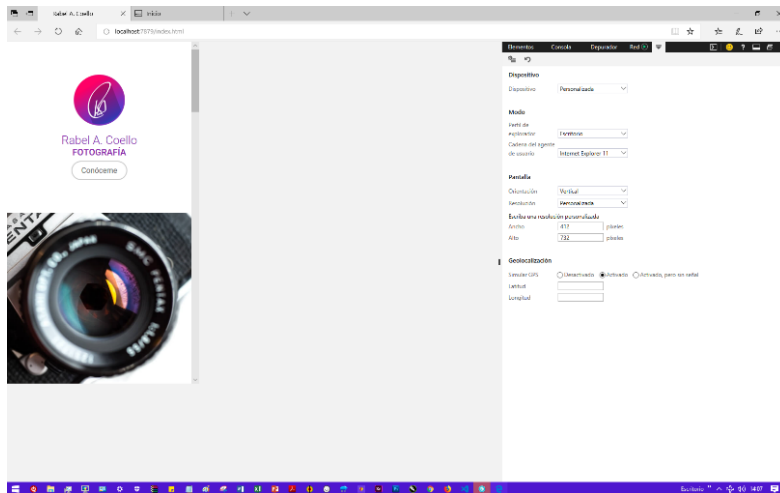 Rabel A. Coello
Inicio
localhost:7878/index.html
Elementos Consola Depurador Red
Dispositivo
Dispositivo Personalizada
Modo
Perfil de
explorador Escritorio
Cadena del agente
de usuario Internet Explorer 11
Pantalla
Orientación Vertical
Resolución Personalizada
Escriba una resolución personalizada
Ancho 412 píxeles
Alto 732 píxeles
Geolocalización
Simular GPS Desactivado Activado Activado, pero sin señal
Latitud
Longitud
Rabel A. Coello
FOTOGRAFÍA
Conóceme
SMC PENTAX
Escritorio 14:07